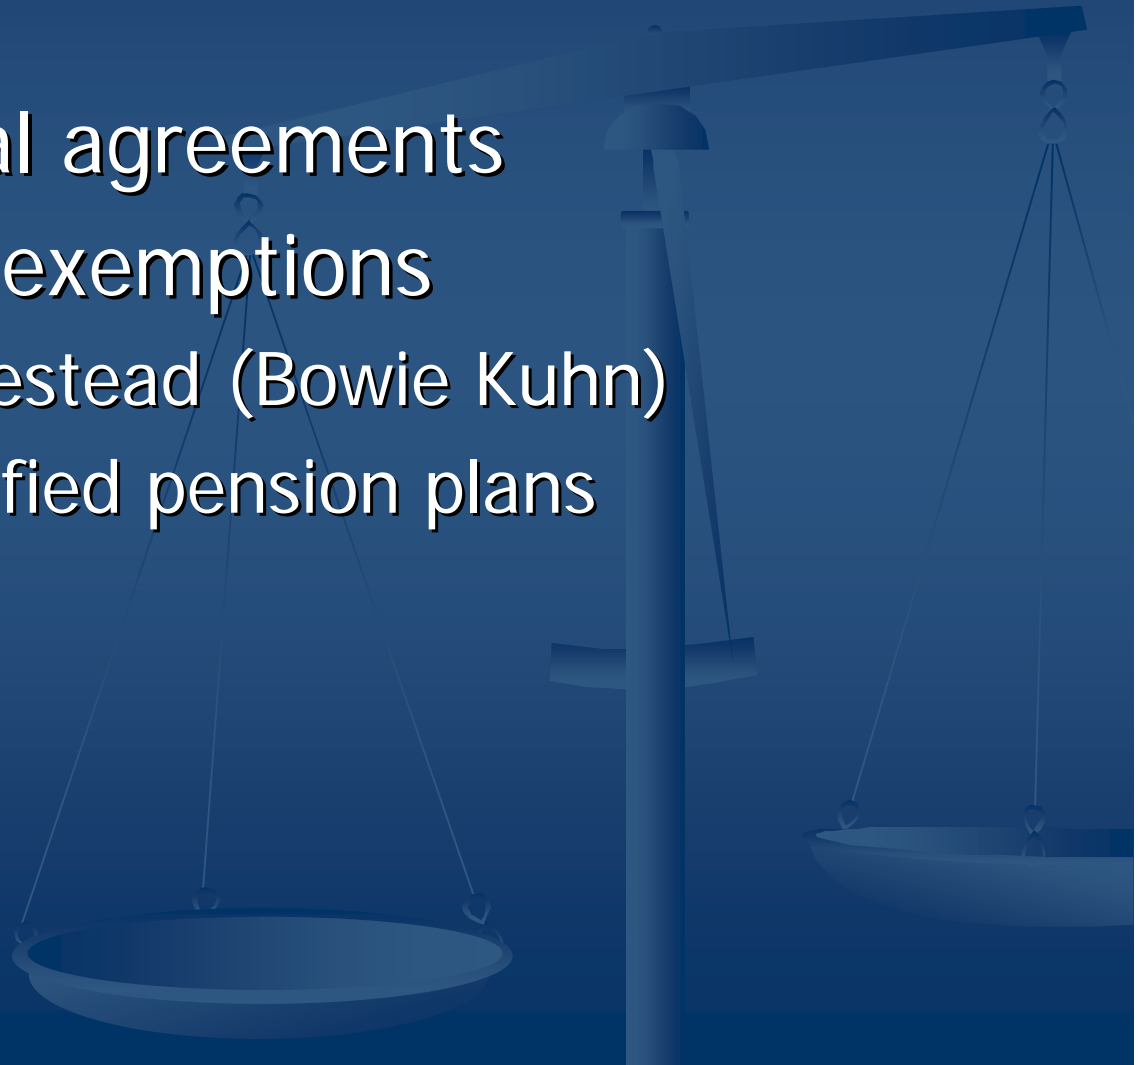 al agreements
exemptions
estead (Bowie Kuhn)
fied pension plans